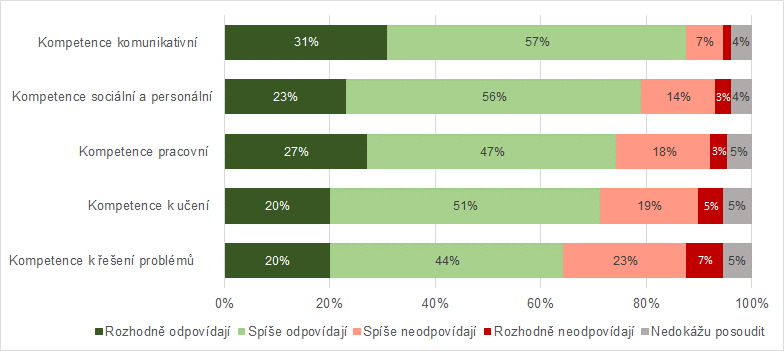 Kompetence komunikativní 31% 57% 7% 4%
Kompetence sociální a personální 23% 56% 14% 3% 4%
Kompetence pracovní 27% 47% 18% 3% 5%
Kompetence k učení 20% 51% 19% 5% 5%
Kompetence k řešení problémů 20% 44% 23% 7% 5%
0% 20% 40% 60% 80% 100%
Rozhodně odpovídají Spíše odpovídají Spíše neodpovídají Rozhodně neodpovídají Nedokážu posoudit